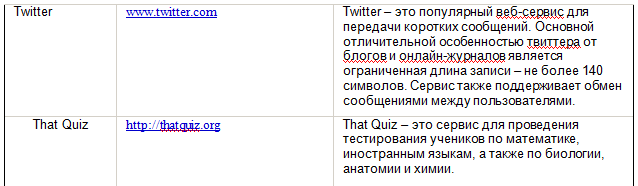 Twitter www.twitter.com Twitter – это популярный веб-сервис для
передачи коротких сообщений. Основной
отличительной особенностью твиттера от
блогов и онлайн-журналов является
ограниченная длина записи – не более 140
символов. Сервис также поддерживает обмен
сообщениями между пользователями.
That Quiz http://thatquiz.org That Quiz – это сервис для проведения
тестирования учеников по математике,
иностранным языкам, а также по биологии,
анатомии и химии.